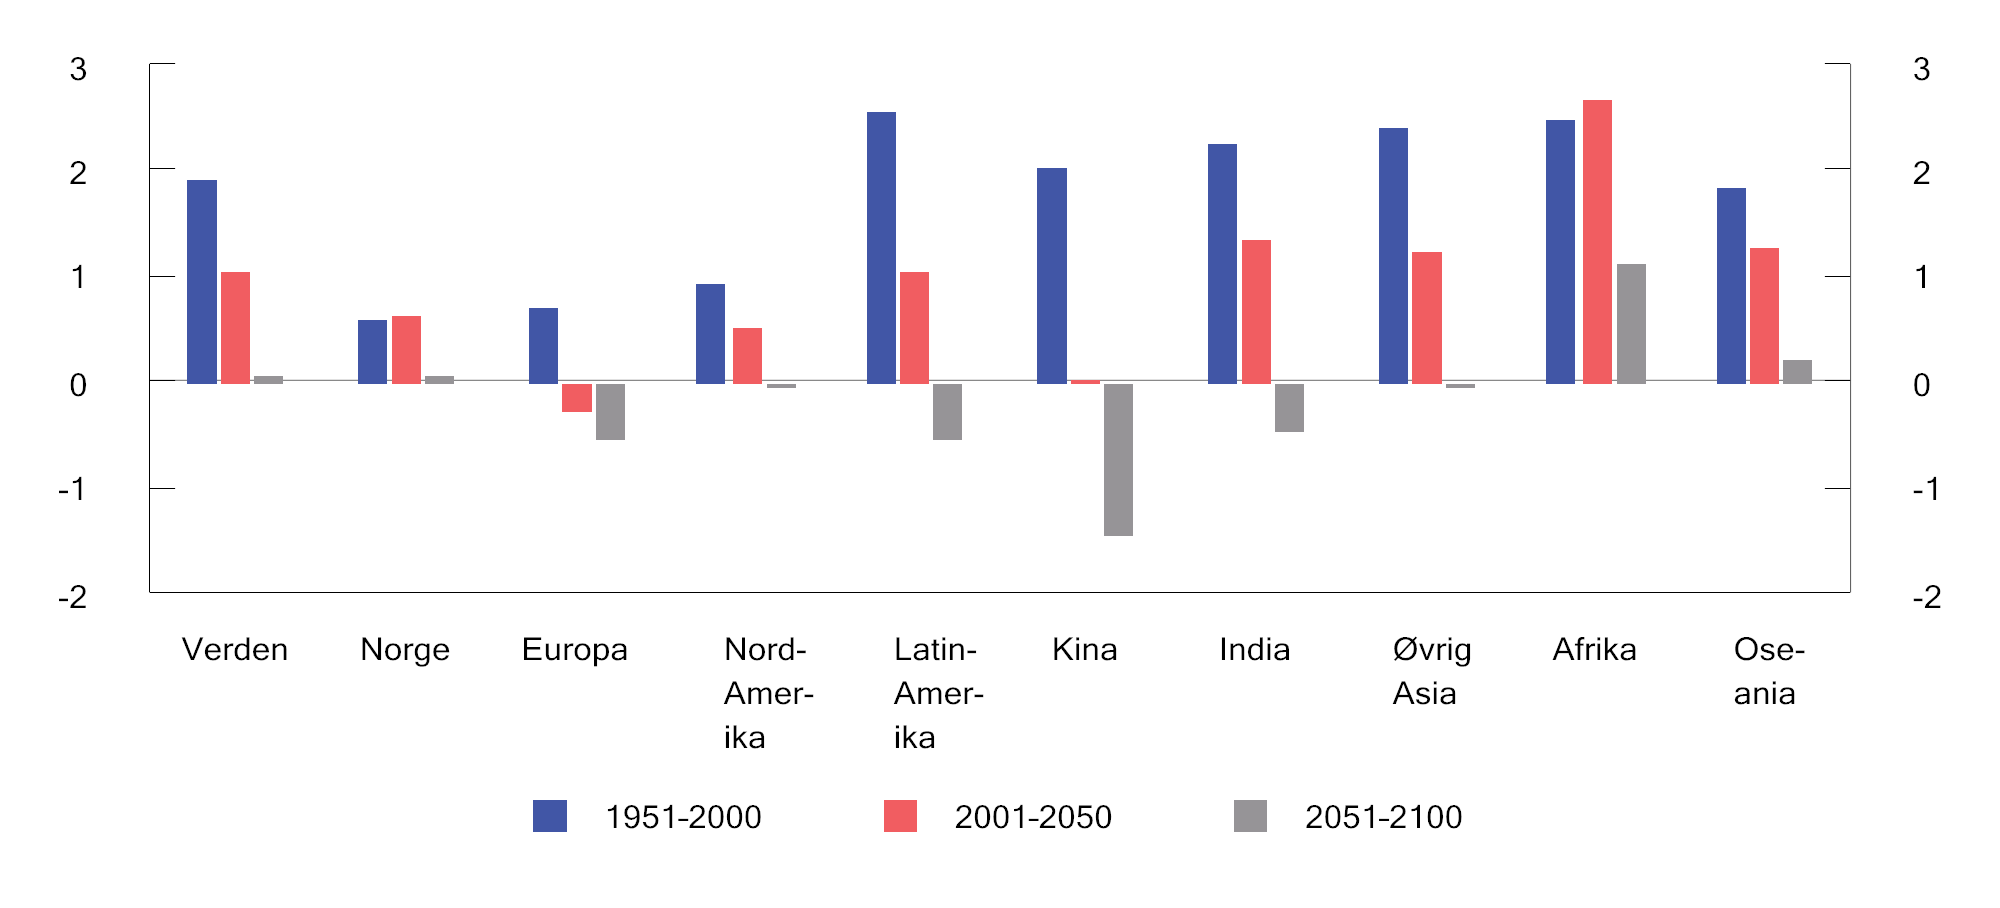 3 3
2 2
1 1
0 0
-1 -1
-2 -2
Verden Norge Europa Nord- Latin- Kina India Øvrig Afrika Ose-
Amer- Amer- Asia ania
ika ika
1951-2000 2001-2050 2051-2100